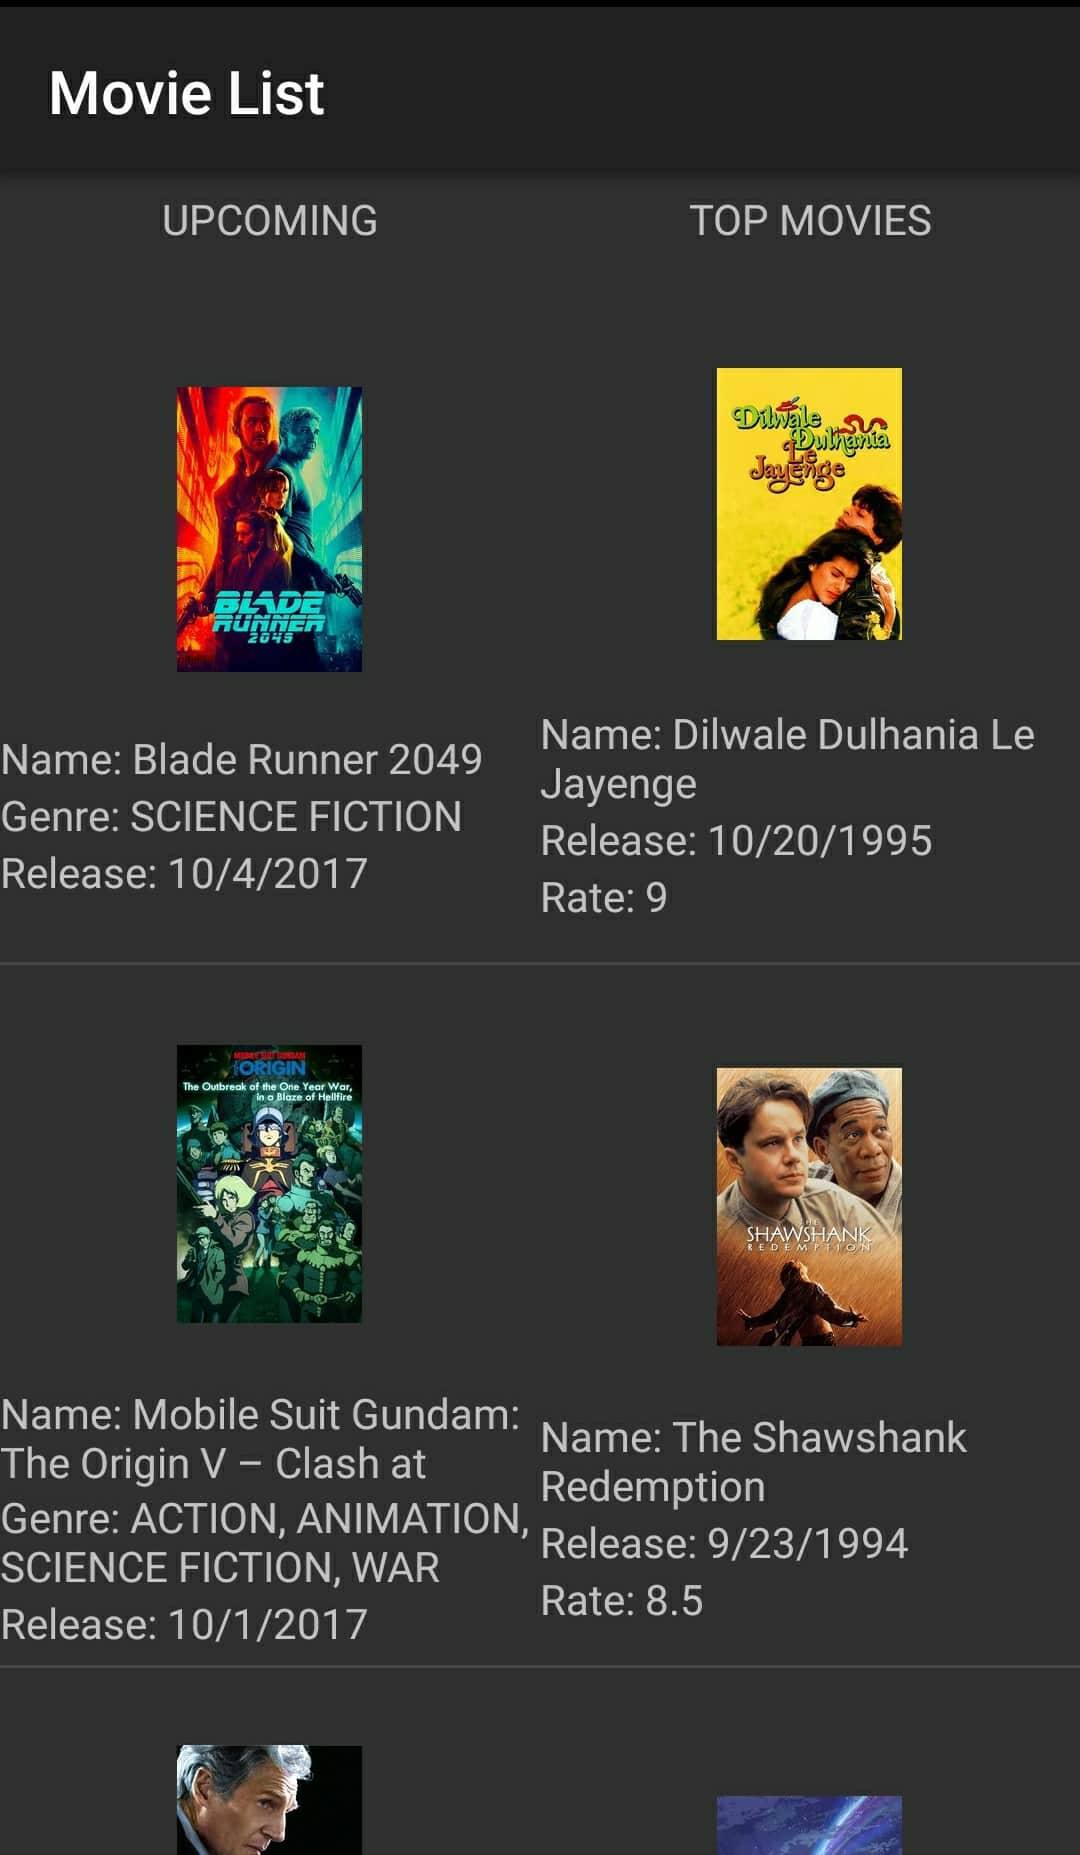 Movie List
UPCOMING
TOP MOVIES
BLADE
RUNNER
2049
Name: Blade Runner 2049
Genre: SCIENCE FICTION
Release: 10/4/2017
Dilwale
Dulhania
Le
Jayenge
Name: Dilwale Dulhania Le
Jayenge
Release: 10/20/1995
Rate: 9
MOBILE SUIT GUNDAM
THE ORIGIN
The Outbreak of the One Year War,
in a Blaze of Hellfire
Name: Mobile Suit Gundam:
The Origin V – Clash at
Genre: ACTION, ANIMATION,
SCIENCE FICTION, WAR
Release: 10/1/2017
THE
SHAWSHANK
REDEMPTION
Name: The Shawshank
Redemption
Release: 9/23/1994
Rate: 8.5